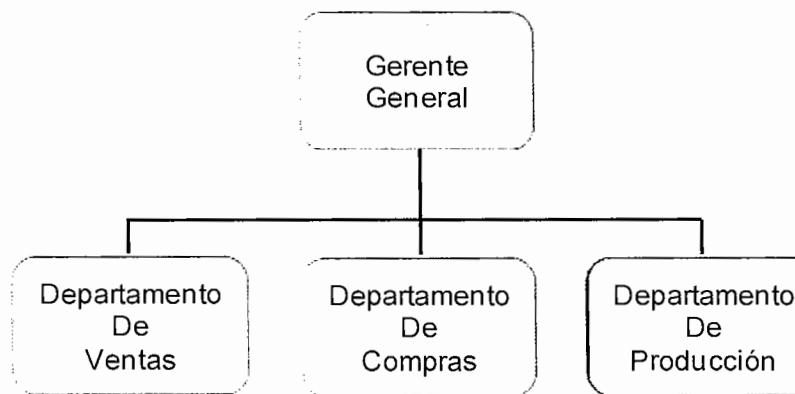 Gerente
General
Departamento
De
Ventas
Departamento
De
Compras
Departamento
De
Producción